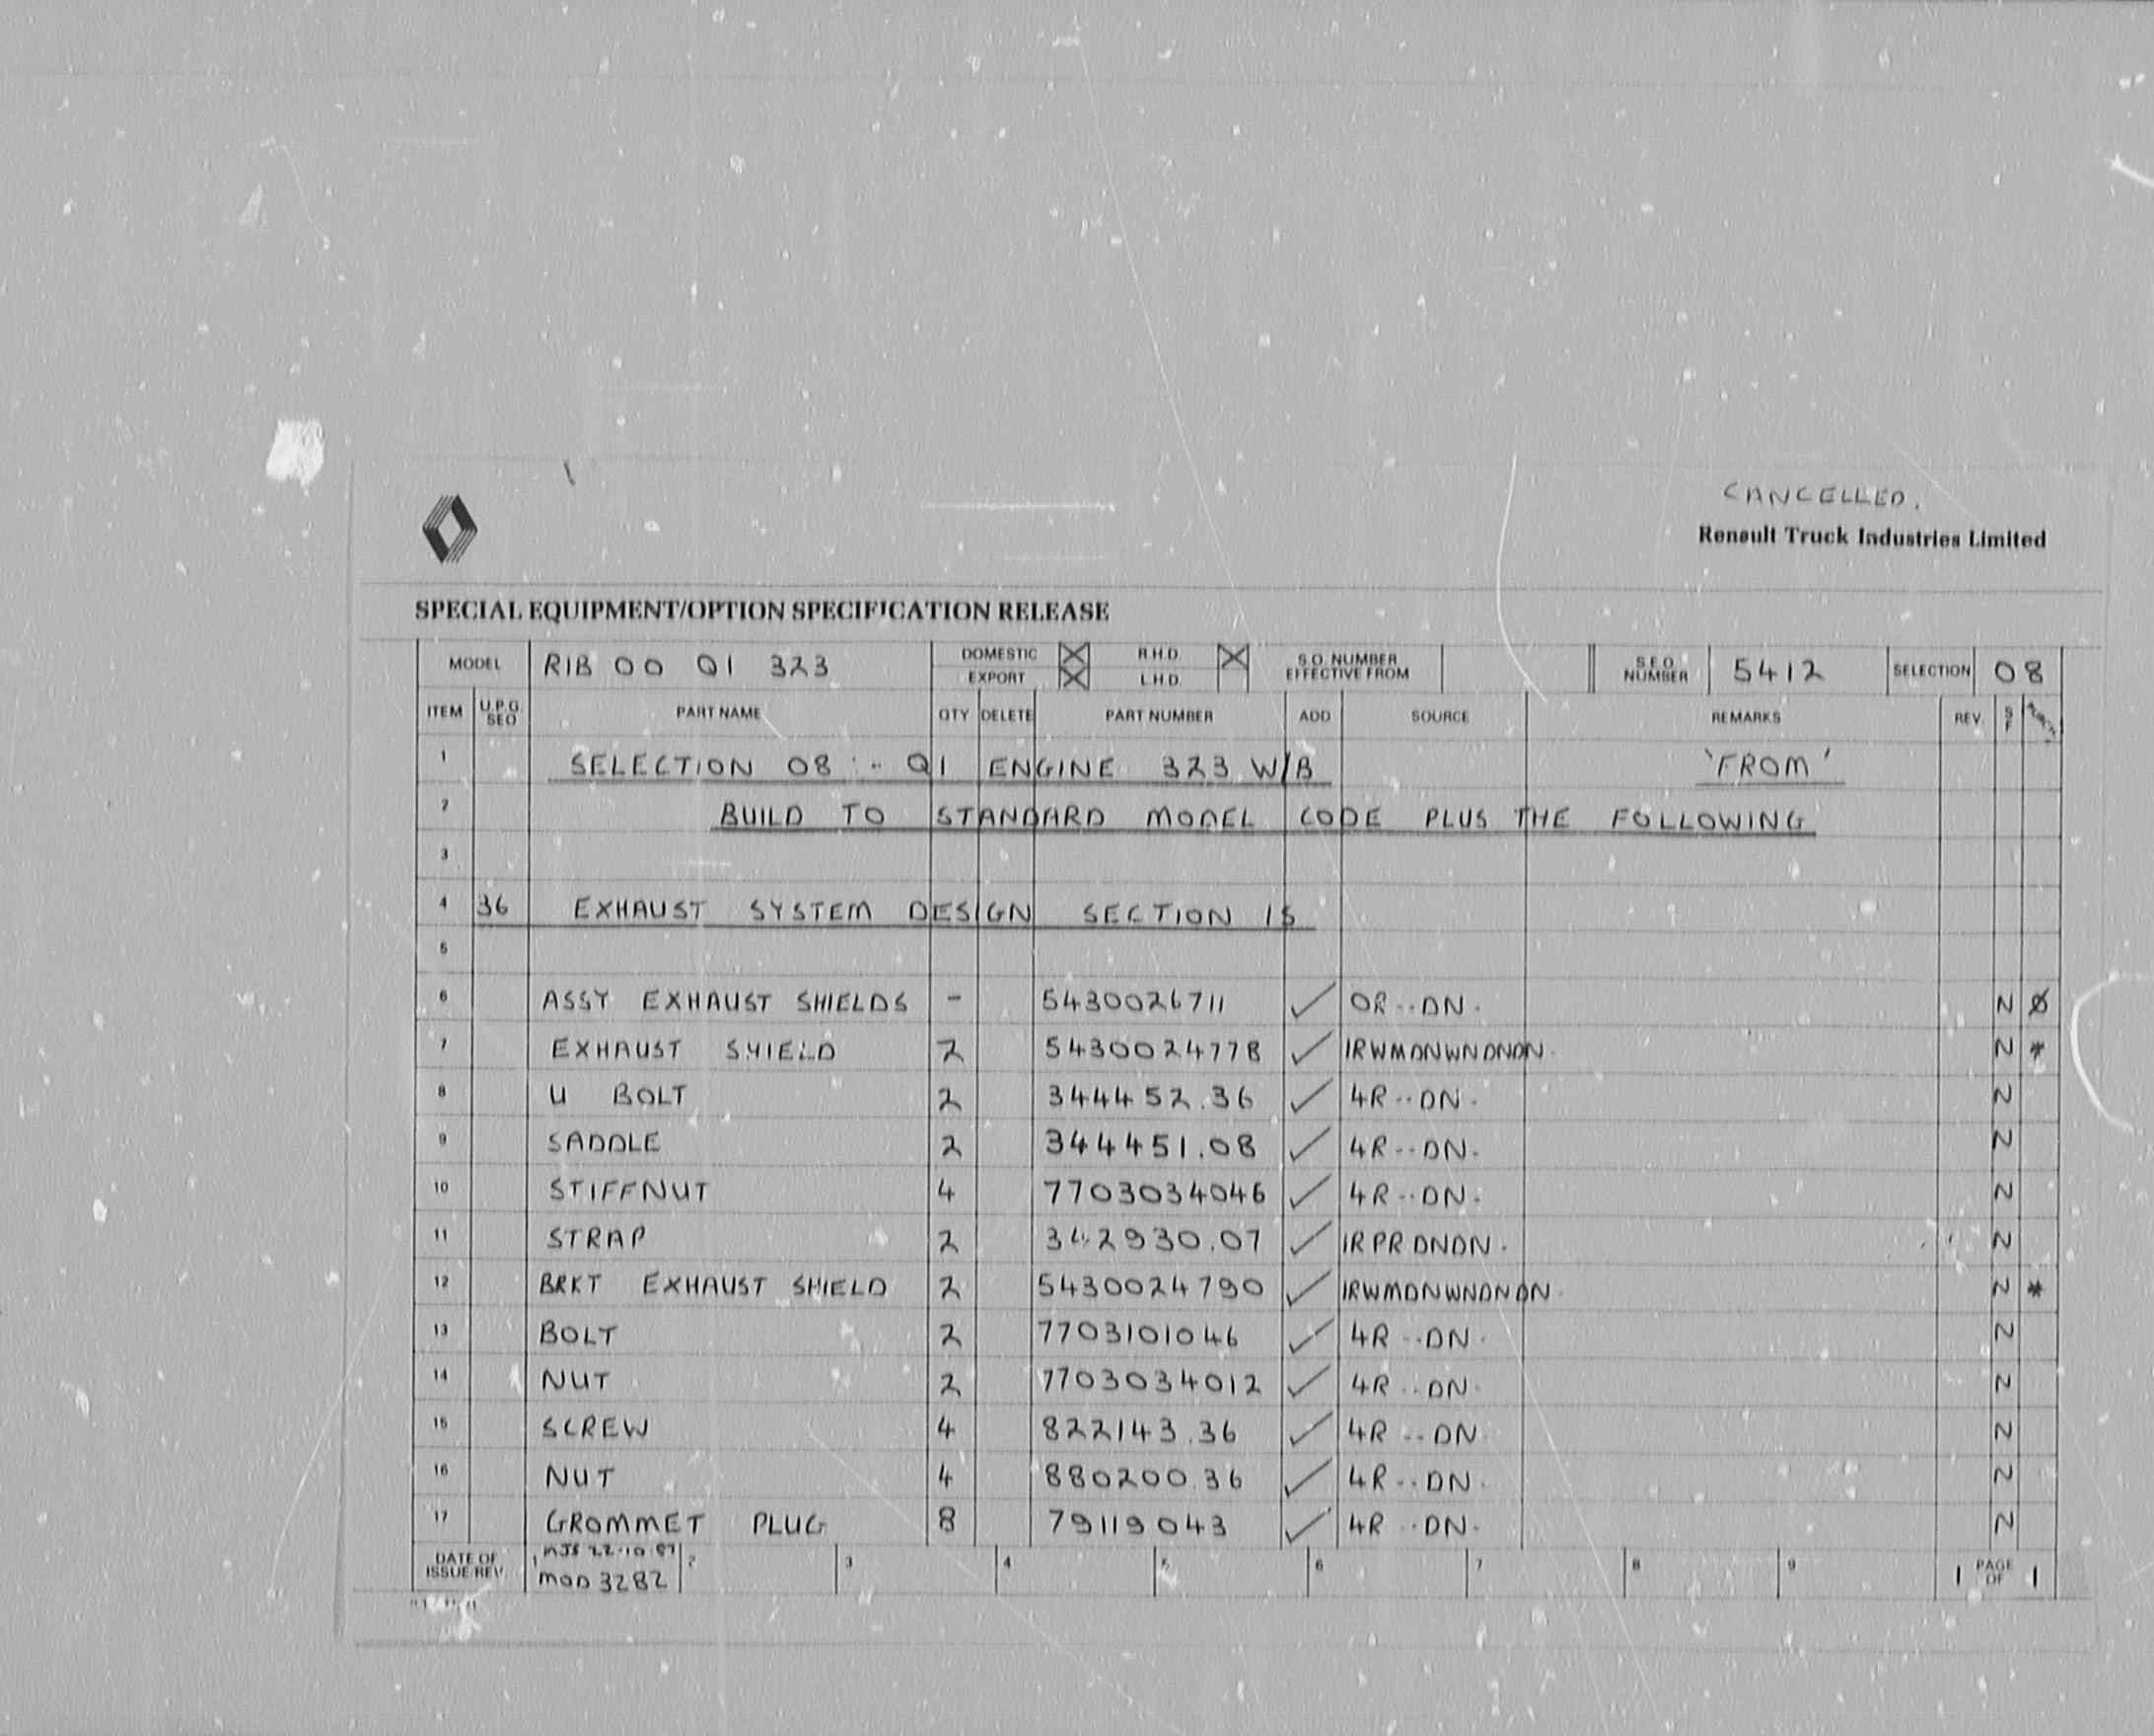 CANCELLED.
Renault Truck Industries Limited
SPECIAL EQUIPMENT/OPTION SPECIFICATION RELEASE
MODEL RIB 00 Q1 323 DOMESTIC EXPORT R.H.D. L.H.D. S.O. NUMBER EFFECTIVE FROM S.E.O. NUMBER 5412 SELECTION 08
ITEM U.P.G. SEO PART NAME QTY DELETE PART NUMBER ADD SOURCE REMARKS REV. S F
1 SELECTION 08 :- Q1 ENGINE 323 W/B 'FROM'
2 BUILD TO STANDARD MODEL CODE PLUS THE FOLLOWING
3
4 36 EXHAUST SYSTEM DESIGN SECTION 15
5
6 ASSY EXHAUST SHIELDS - 5430026711 ✓ OR--DN. N Ø
7 EXHAUST SHIELD 2 5430024778 ✓ IRWMDNWNDNDN. N *
8 U BOLT 2 344452.36 ✓ 4R--DN. N
9 SADDLE 2 344451.08 ✓ 4R--DN. N
10 STIFFNUT 4 7703034046 ✓ 4R--DN. N
11 STRAP 2 342930.07 ✓ IRPRDNDN. N
12 BRKT EXHAUST SHIELD 2 5430024790 ✓ IRWMDNWNDNDN. N *
13 BOLT 2 7703101046 ✓ 4R--DN. N
14 NUT 2 7703034012 ✓ 4R--DN. N
15 SCREW 4 822143.36 ✓ 4R--DN. N
16 NUT 4 880200.36 ✓ 4R--DN. N
17 GROMMET PLUG 8 79119043 ✓ 4R--DN. N
DATE OF ISSUE/REV. 1 22.10.87 2 3 4 5 6 7 8 9 1 PAGE OF 1
MOD 3282